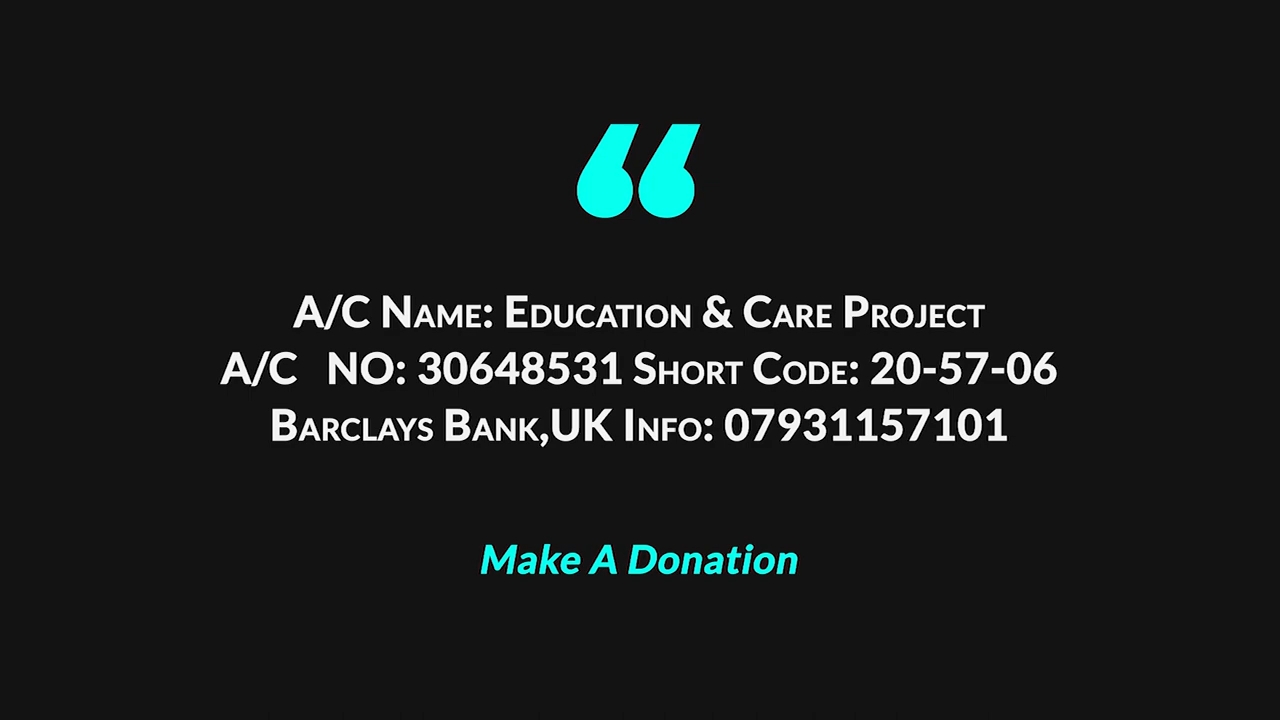 “
A/C Name: Education & Care Project
A/C NO: 30648531 Short Code: 20-57-06
Barclays Bank,UK Info: 07931157101
Make A Donation